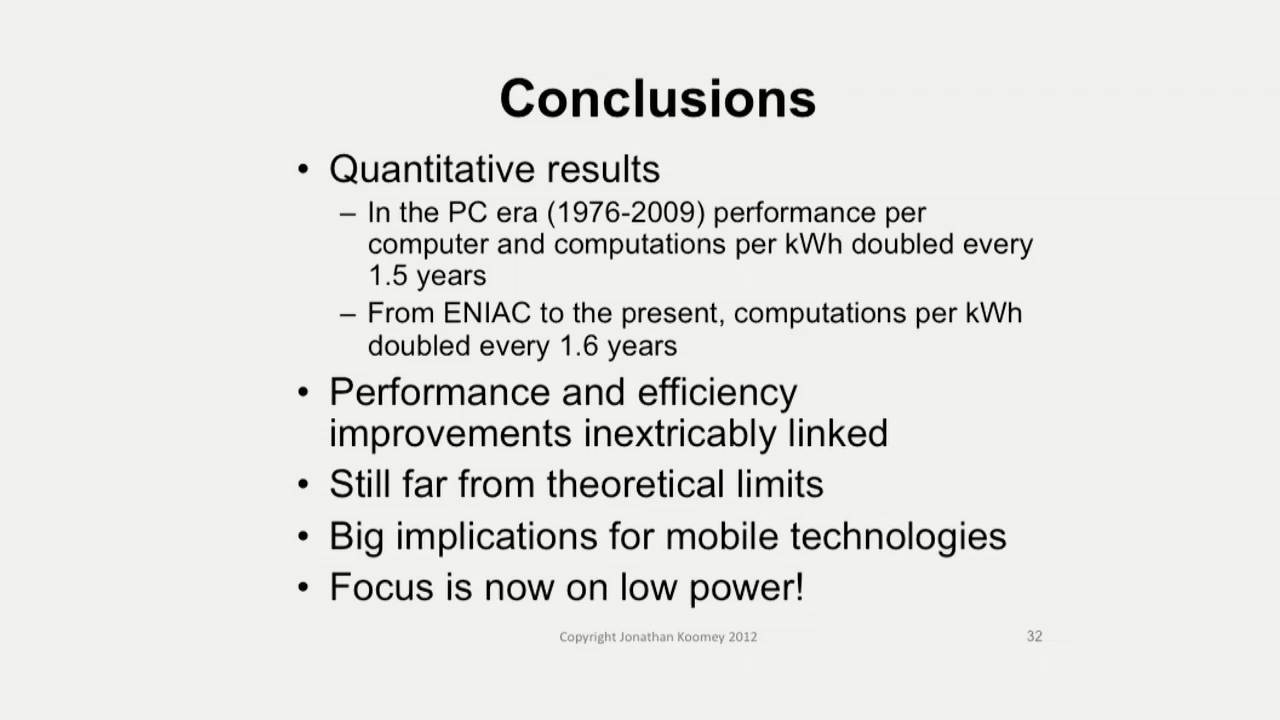 Conclusions
• Quantitative results
– In the PC era (1976-2009) performance per
computer and computations per kWh doubled every
1.5 years
– From ENIAC to the present, computations per kWh
doubled every 1.6 years
• Performance and efficiency
improvements inextricably linked
• Still far from theoretical limits
• Big implications for mobile technologies
• Focus is now on low power!
Copyright Jonathan Koomey 2012
32